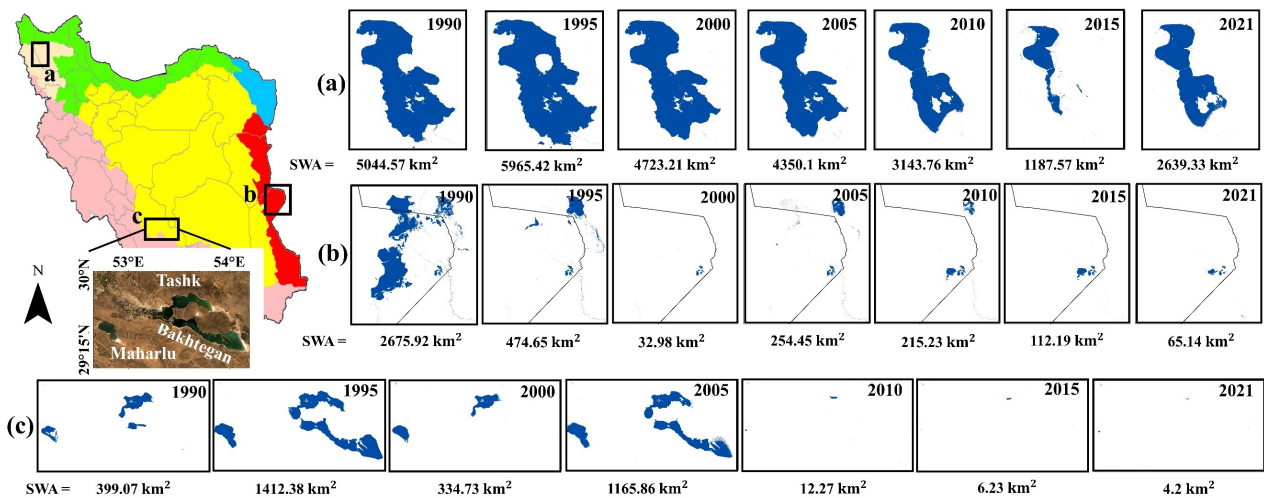 a
b
c
N
53°E 54°E
30°N
29°15'N
Tashk
Bakhtegan
Maharlu
(a)
1990 1995 2000 2005 2010 2015 2021
SWA = 5044.57 km² 5965.42 km² 4723.21 km² 4350.1 km² 3143.76 km² 1187.57 km² 2639.33 km²
(b)
1990 1995 2000 2005 2010 2015 2021
SWA = 2675.92 km² 474.65 km² 32.98 km² 254.45 km² 215.23 km² 112.19 km² 65.14 km²
(c)
1990 1995 2000 2005 2010 2015 2021
SWA = 399.07 km² 1412.38 km² 334.73 km² 1165.86 km² 12.27 km² 6.23 km² 4.2 km²